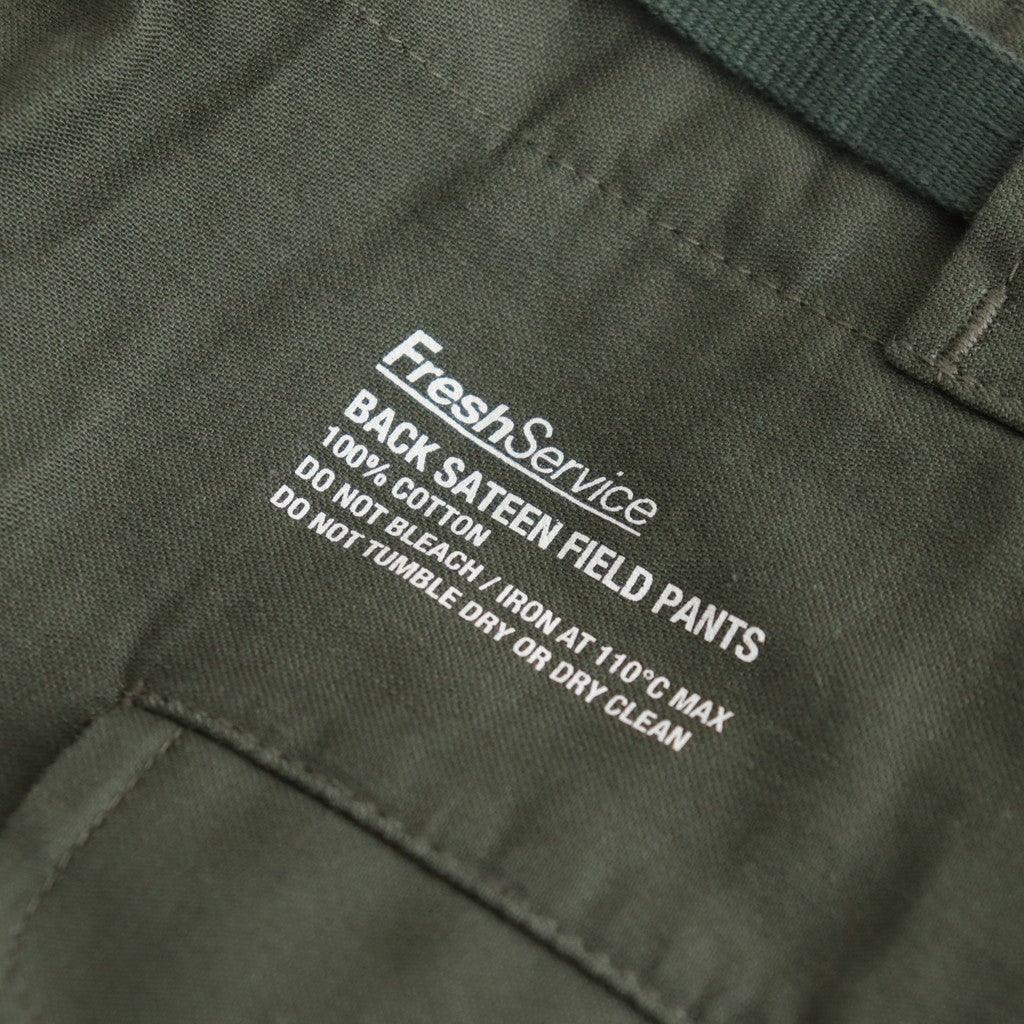 FreshService
BACK SATEEN FIELD PANTS
100% COTTON
DO NOT BLEACH / IRON AT 110°C MAX
DO NOT TUMBLE DRY OR DRY CLEAN